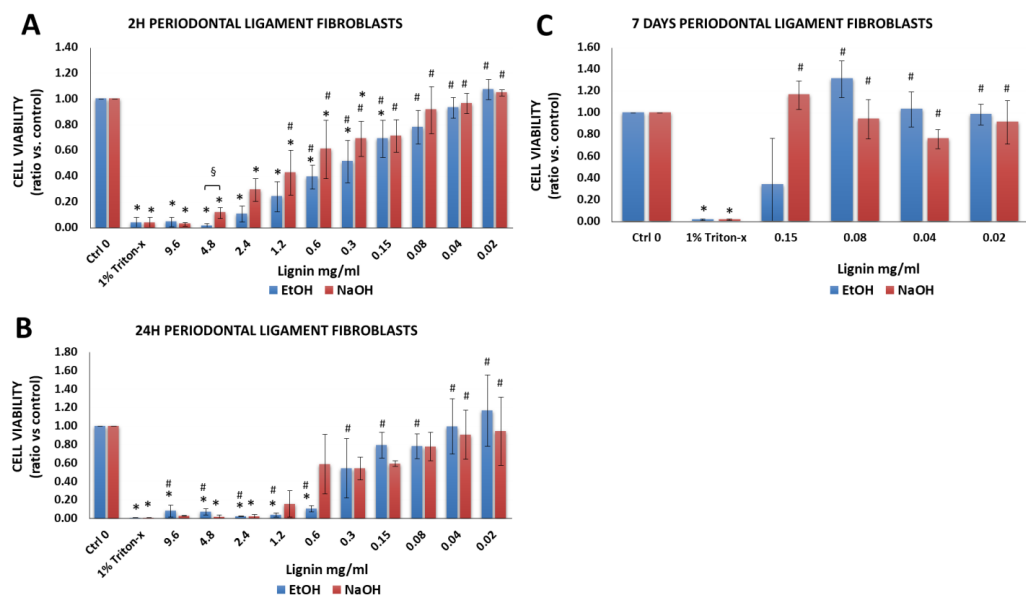 A
2H PERIODONTAL LIGAMENT FIBROBLASTS
CELL VIABILITY
(ratio vs. control)
1.40
1.20
1.00
0.80
0.60
0.40
0.20
0.00
* * * * * § * * * * # * # * # * # * # * # * # # # # # # # #
Ctrl 0
1% Triton-x
9.6
4.8
2.4
1.2
0.6
0.3
0.15
0.08
0.04
0.02
Lignin mg/ml
EtOH NaOH
B
24H PERIODONTAL LIGAMENT FIBROBLASTS
CELL VIABILITY
(ratio vs control)
1.80
1.60
1.40
1.20
1.00
0.80
0.60
0.40
0.20
0.00
* * # * # * * # * * # * # * # # # # # # #
Ctrl 0
1% Triton-x
9.6
4.8
2.4
1.2
0.6
0.3
0.15
0.08
0.04
0.02
Lignin mg/ml
EtOH NaOH
C
7 DAYS PERIODONTAL LIGAMENT FIBROBLASTS
CELL VIABILITY
(ratio vs. control)
1.60
1.40
1.20
1.00
0.80
0.60
0.40
0.20
0.00
* * # # # # # # #
Ctrl 0
1% Triton-x
0.15
0.08
0.04
0.02
Lignin mg/ml
EtOH NaOH